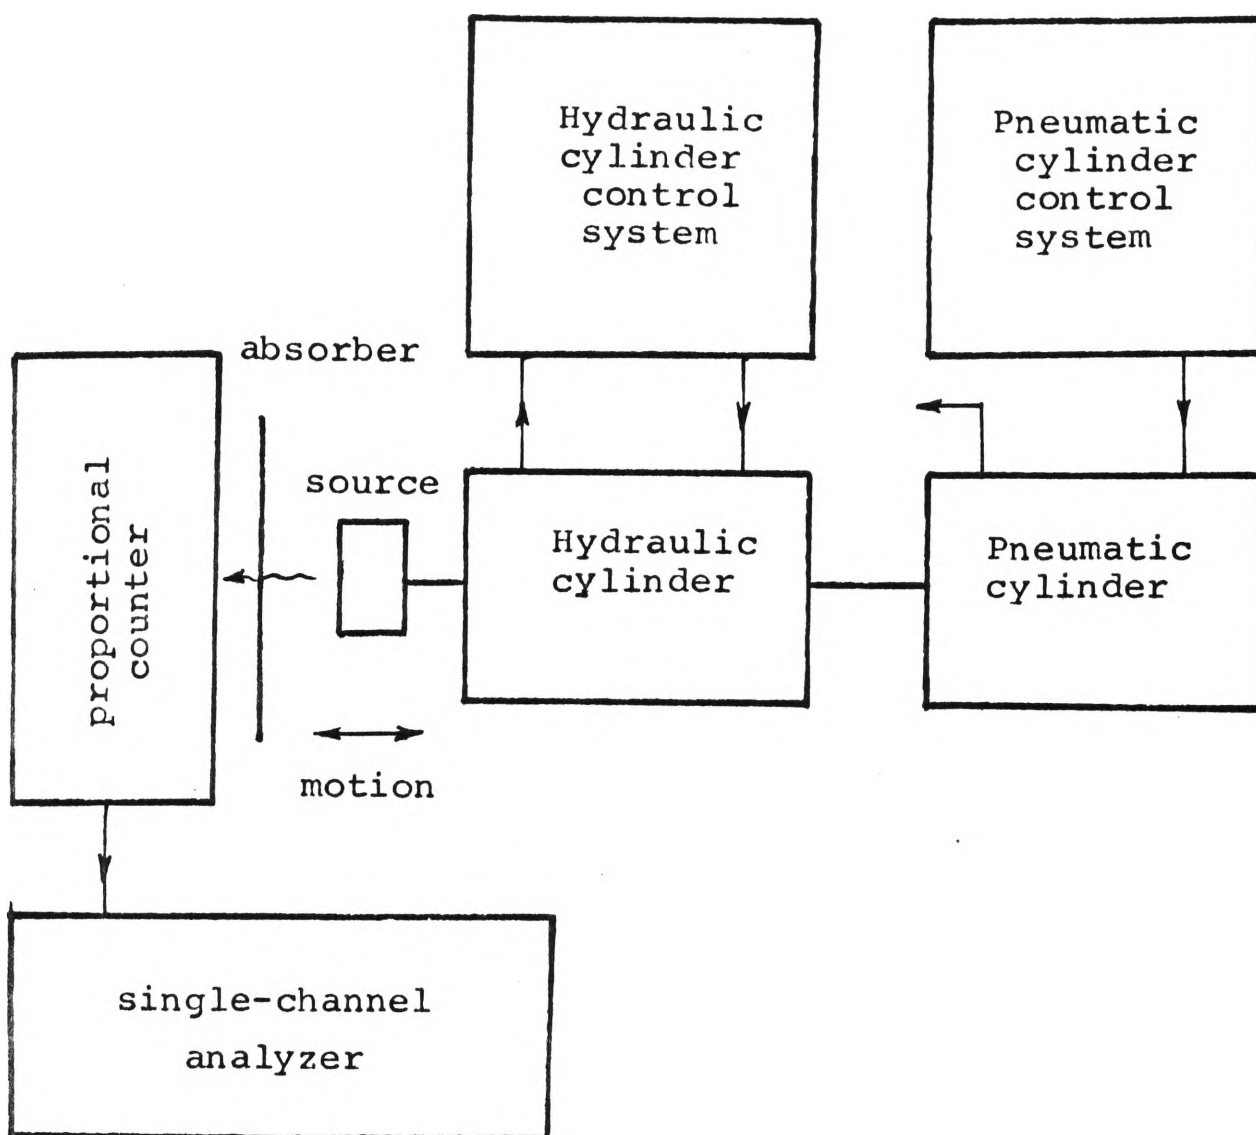 Hydraulic
cylinder
control
system
Pneumatic
cylinder
control
system
absorber
source
proportional
counter
Hydraulic
cylinder
Pneumatic
cylinder
motion
single-channel
analyzer